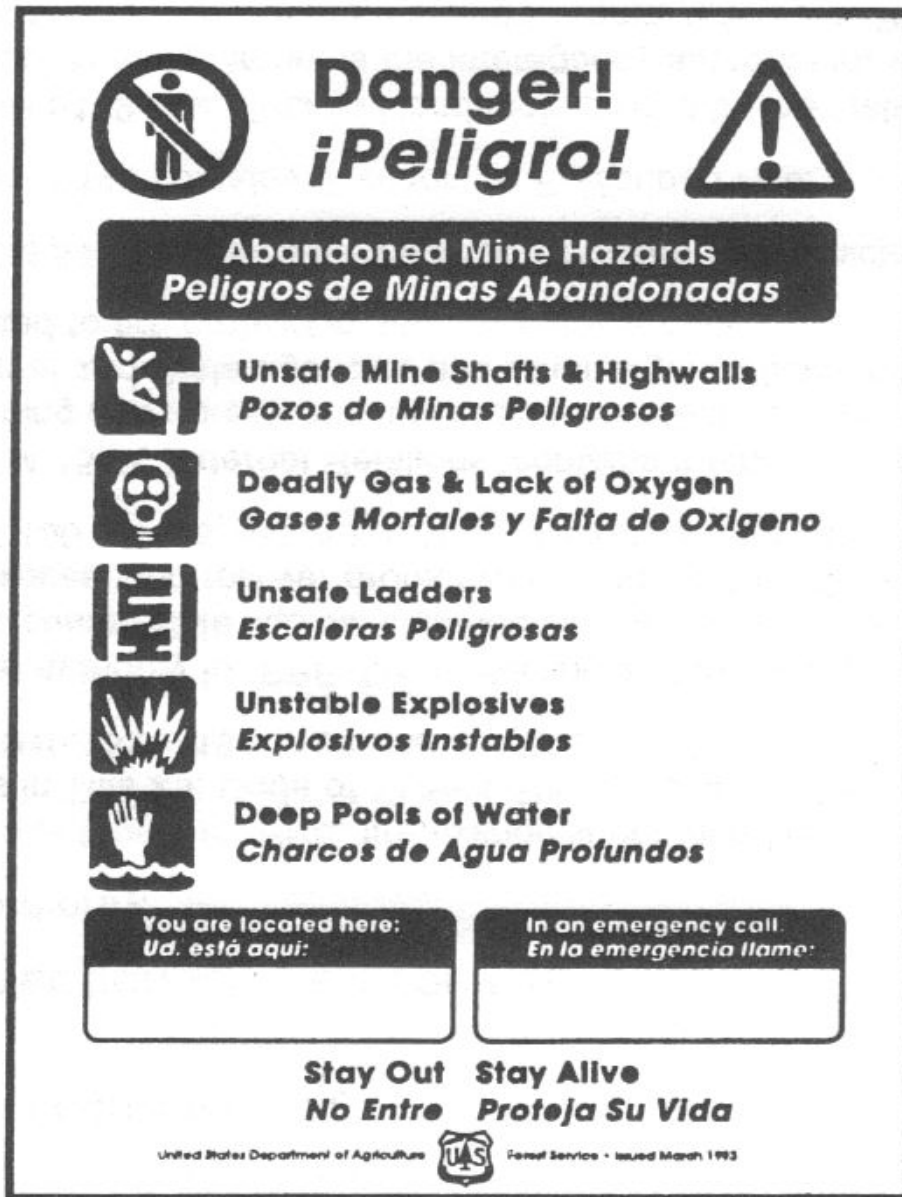 Danger!
¡Peligro!
Abandoned Mine Hazards
Peligros de Minas Abandonadas
Unsafe Mine Shafts & Highwalls
Pozos de Minas Peligrosos
Deadly Gas & Lack of Oxygen
Gases Mortales y Falta de Oxigeno
Unsafe Ladders
Escaleras Peligrosas
Unstable Explosives
Explosivos Instables
Deep Pools of Water
Charcos de Agua Profundos
You are located here:
Ud. está aquí:
In an emergency call:
En la emergencia llame:
Stay Out Stay Alive
No Entre Proteja Su Vida
United States Department of Agriculture UAS Forest Service • Issued March 1993